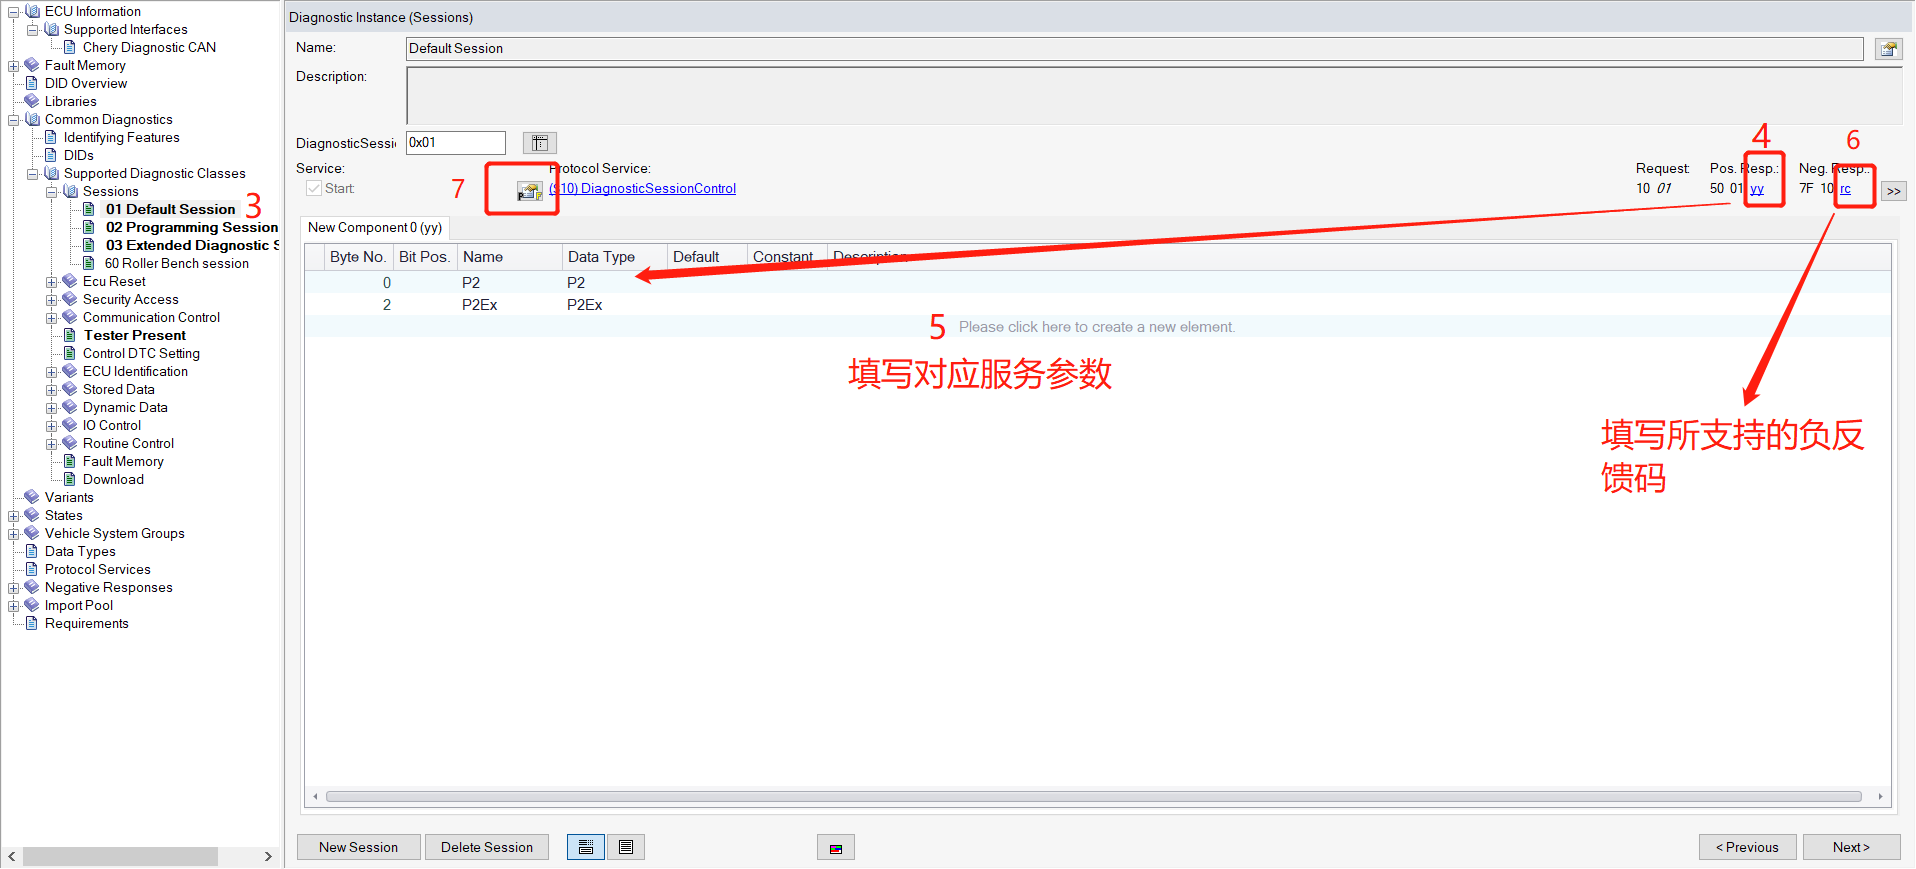 ECU Information
Supported Interfaces
Chery Diagnostic CAN
Fault Memory
DID Overview
Libraries
Common Diagnostics
Identifying Features
DIDs
Supported Diagnostic Classes
Sessions
01 Default Session
3
02 Programming Session
03 Extended Diagnostic S
60 Roller Bench session
Ecu Reset
Security Access
Communication Control
Tester Present
Control DTC Setting
ECU Identification
Stored Data
Dynamic Data
IO Control
Routine Control
Fault Memory
Download
Variants
States
Vehicle System Groups
Data Types
Protocol Services
Negative Responses
Import Pool
Requirements
Diagnostic Instance (Sessions)
Name: Default Session
Description:
DiagnosticSessi 0x01
4
6
Service: Protocol Service: Request: Pos. Resp.: Neg. Resp.:
Start: 7 ($10) DiagnosticSessionControl 10 01 50 01 yy 7F 10 rc >>
New Component 0 (yy)
Byte No. Bit Pos. Name Data Type Default Constant Description
0 P2 P2
2 P2Ex P2Ex
5 Please click here to create a new element.
填写对应服务参数
填写所支持的负反
馈码
New Session Delete Session < Previous Next >